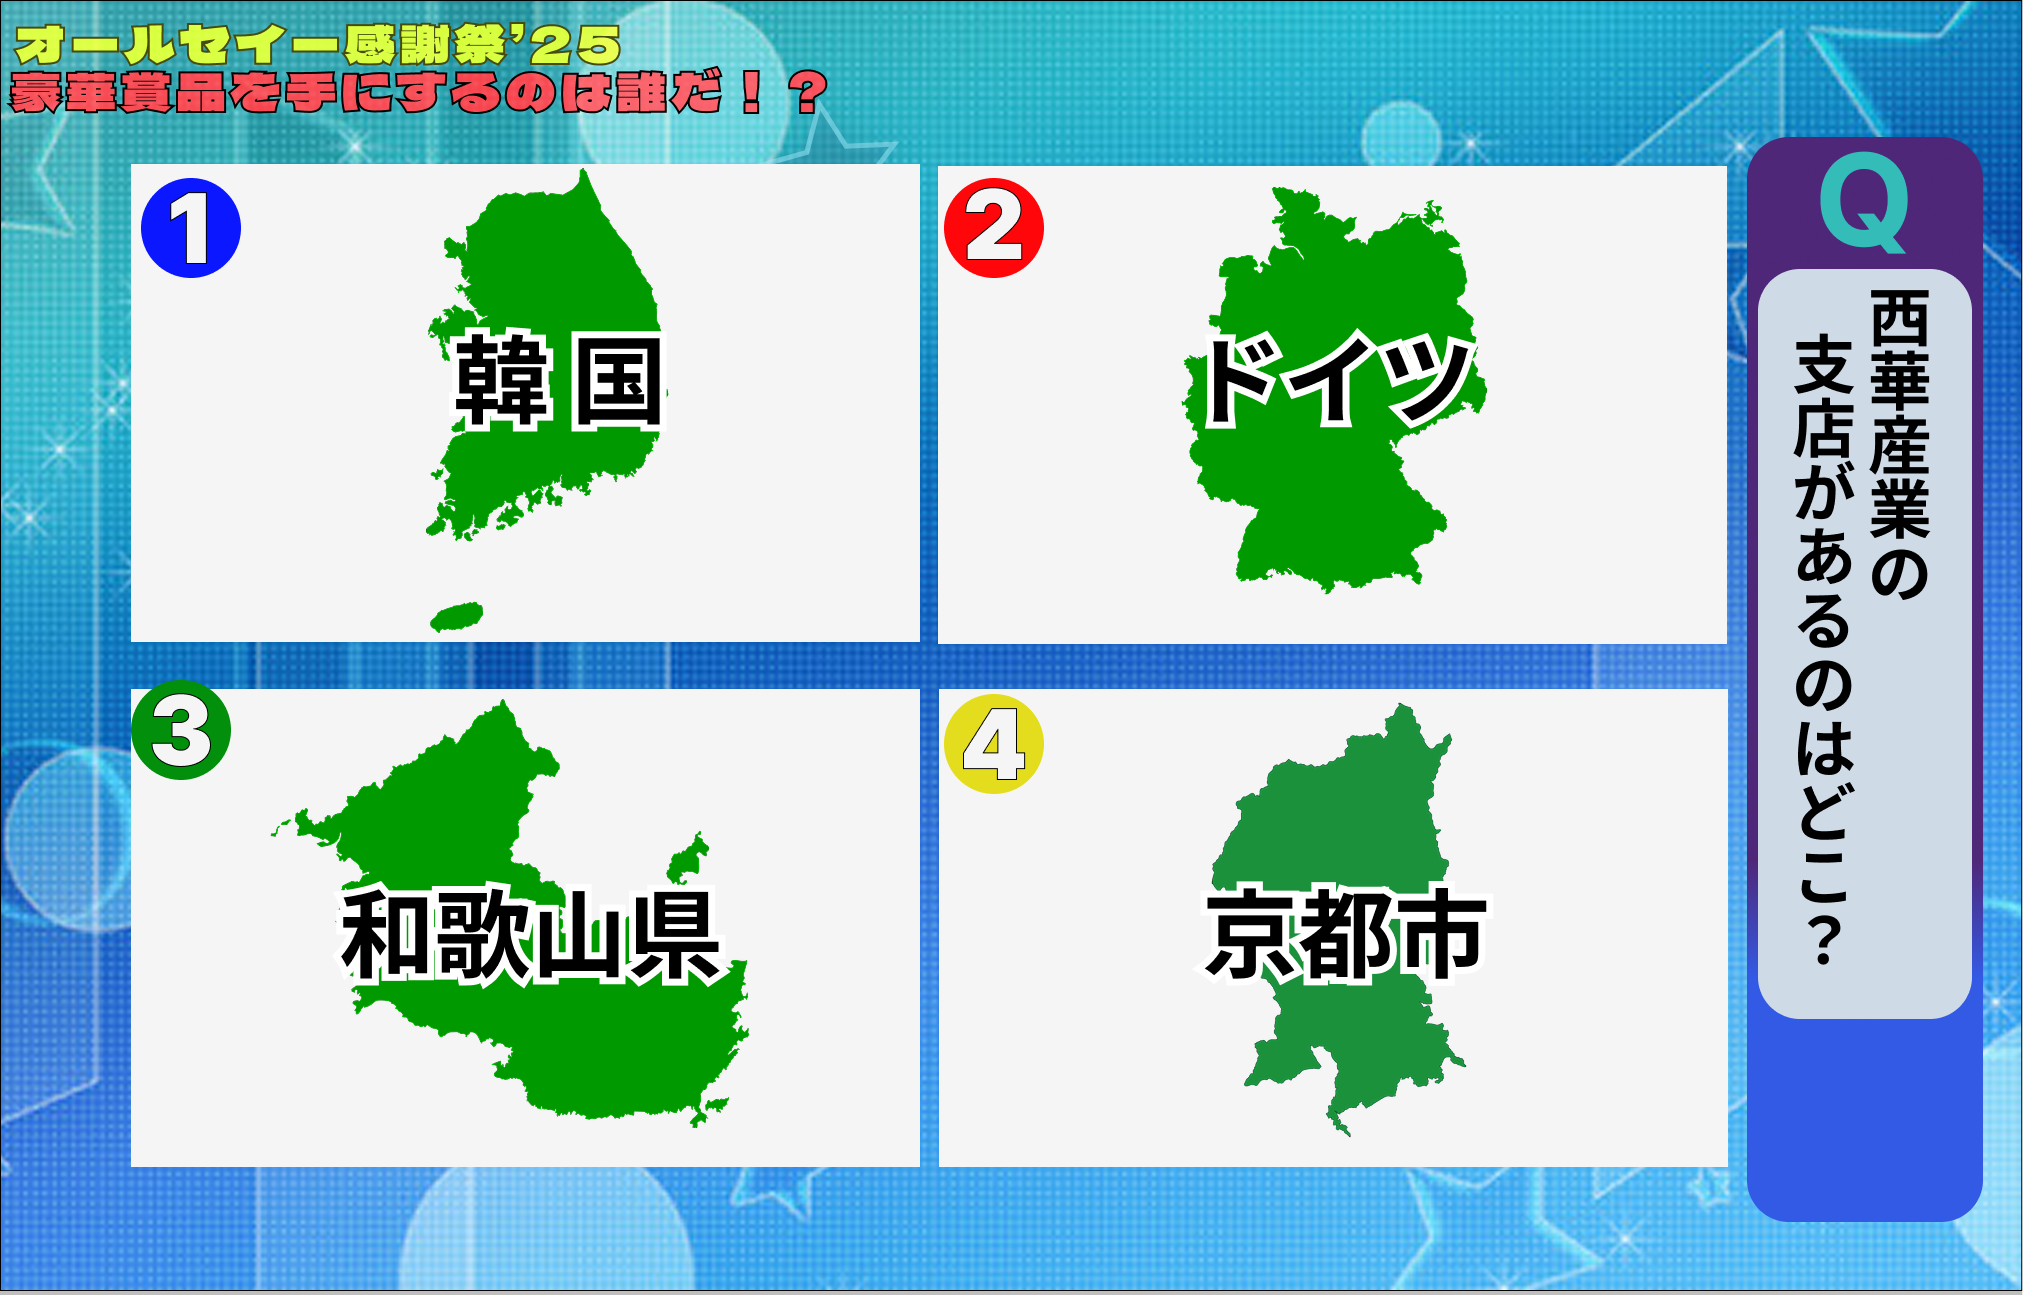 オールセイー感謝祭’25
豪華賞品を手にするのは誰だ！？
1
韓国
2
ドイツ
3
和歌山県
4
京都市
Q
西華産業の
支店があるのはどこ？